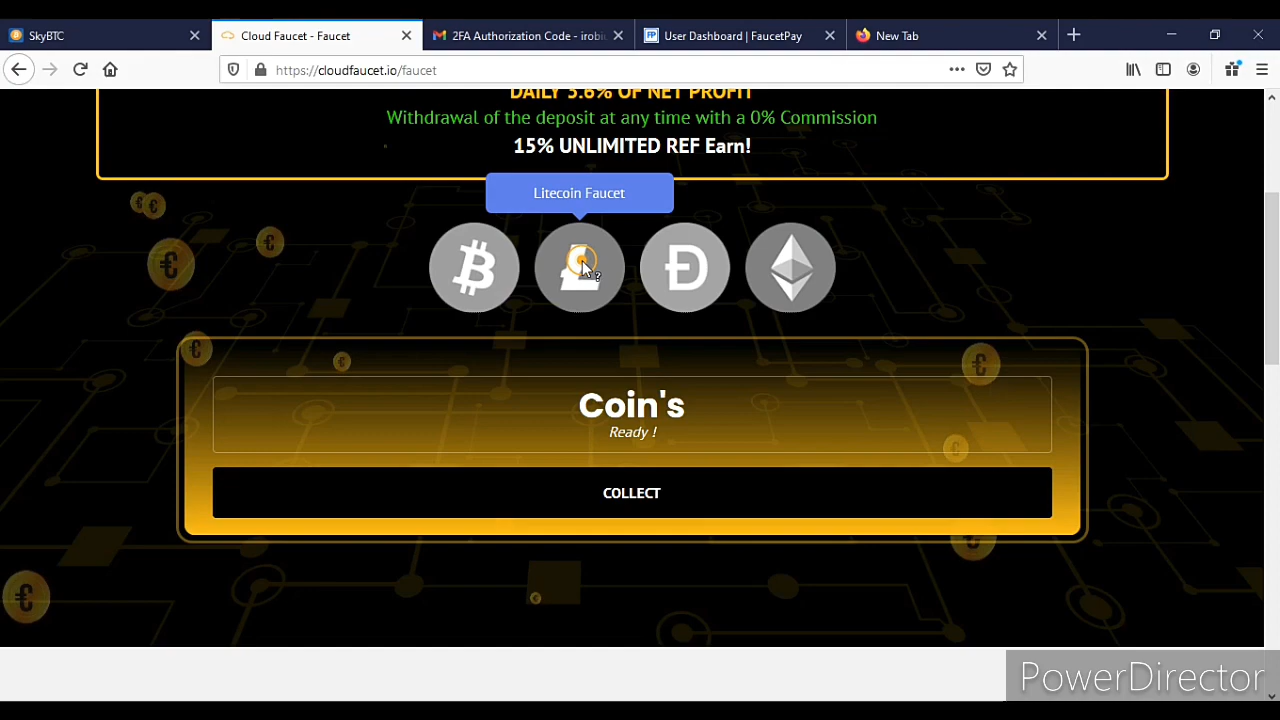 SkyBTC
Cloud Faucet - Faucet
2FA Authorization Code - irobiu
FP User Dashboard | FaucetPay
New Tab
https://cloudfaucet.io/faucet
DAILY 3.6% OF NET PROFIT
Withdrawal of the deposit at any time with a 0% Commission
15% UNLIMITED REF Earn!
Litecoin Faucet
Coin's
Ready !
COLLECT
PowerDirector